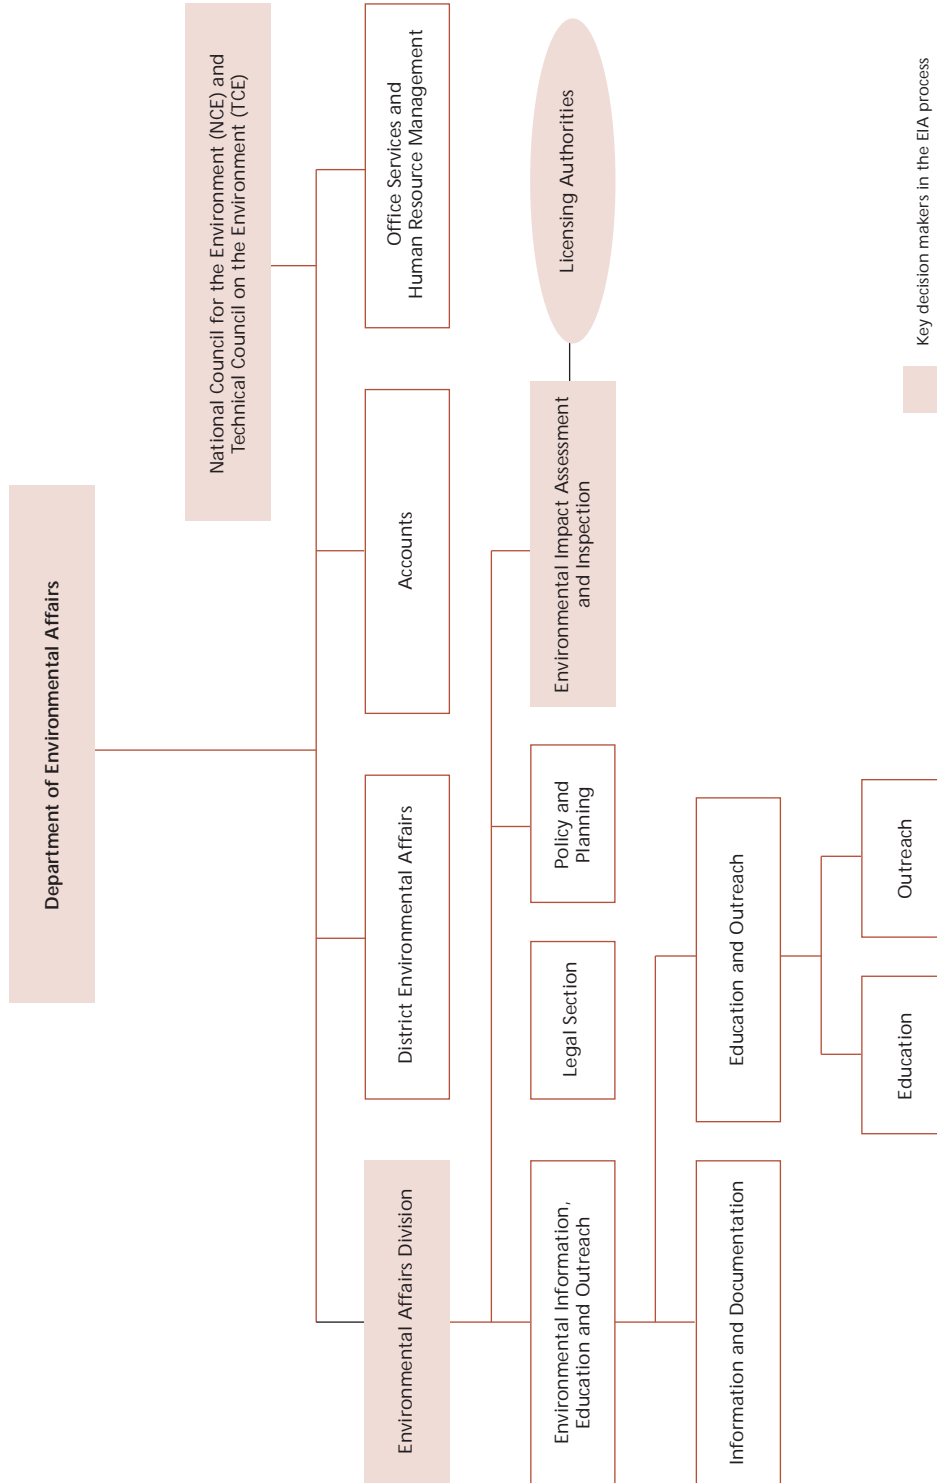 Department of Environmental Affairs
National Council for the Environment (NCE) and
Technical Council on the Environment (TCE)
Environmental Affairs Division
District Environmental Affairs
Accounts
Office Services and
Human Resource Management
Environmental Information,
Education and Outreach
Legal Section
Policy and
Planning
Environmental Impact Assessment
and Inspection
Licensing Authorities
Information and Documentation
Education and Outreach
Education
Outreach
Key decision makers in the EIA process